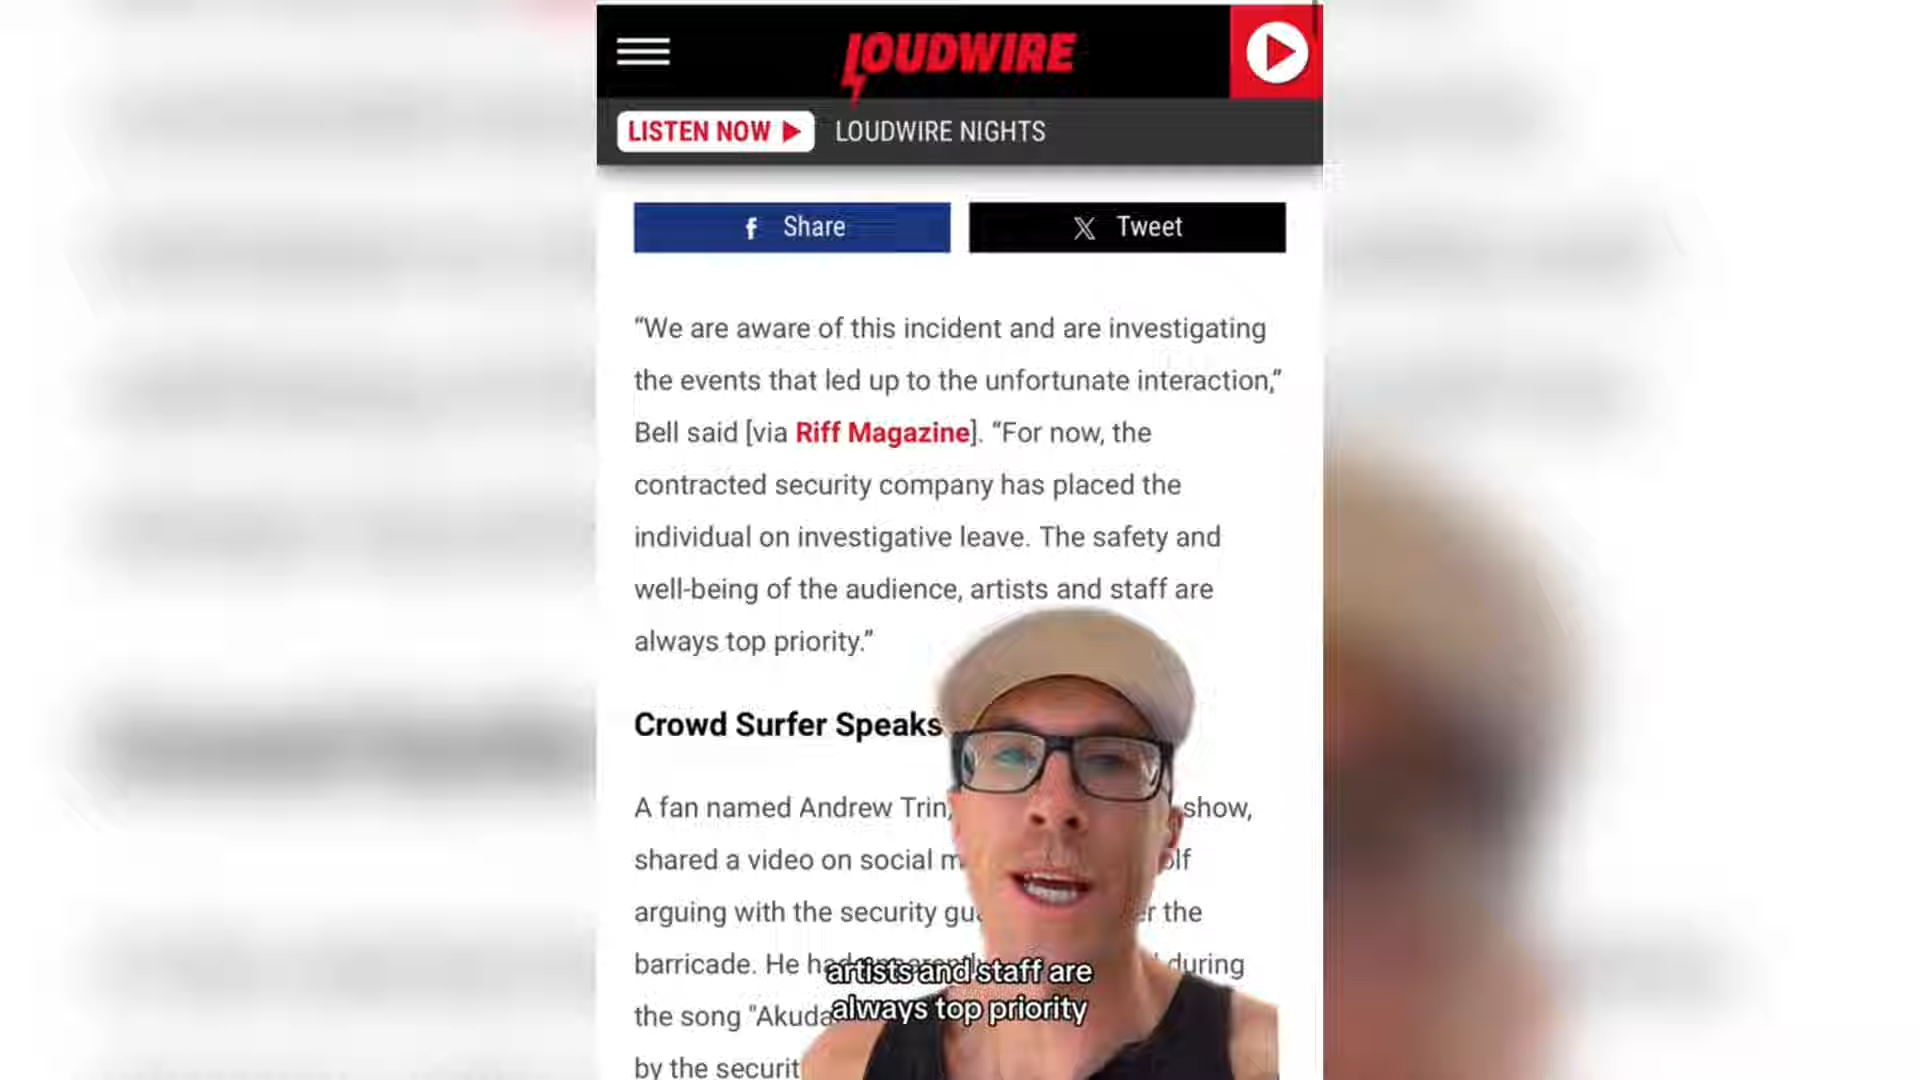 LOUDWIRE
LISTEN NOW
LOUDWIRE NIGHTS
f Share
X Tweet
“We are aware of this incident and are investigating
the events that led up to the unfortunate interaction,”
Bell said [via Riff Magazine]. “For now, the
contracted security company has placed the
individual on investigative leave. The safety and
well-being of the audience, artists and staff are
always top priority.”
Crowd Surfer Speaks
A fan named Andrew Trin, show,
shared a video on social
arguing with the security the
barricade. He during
the song "Akuda
by the
artists and staff are
always top priority